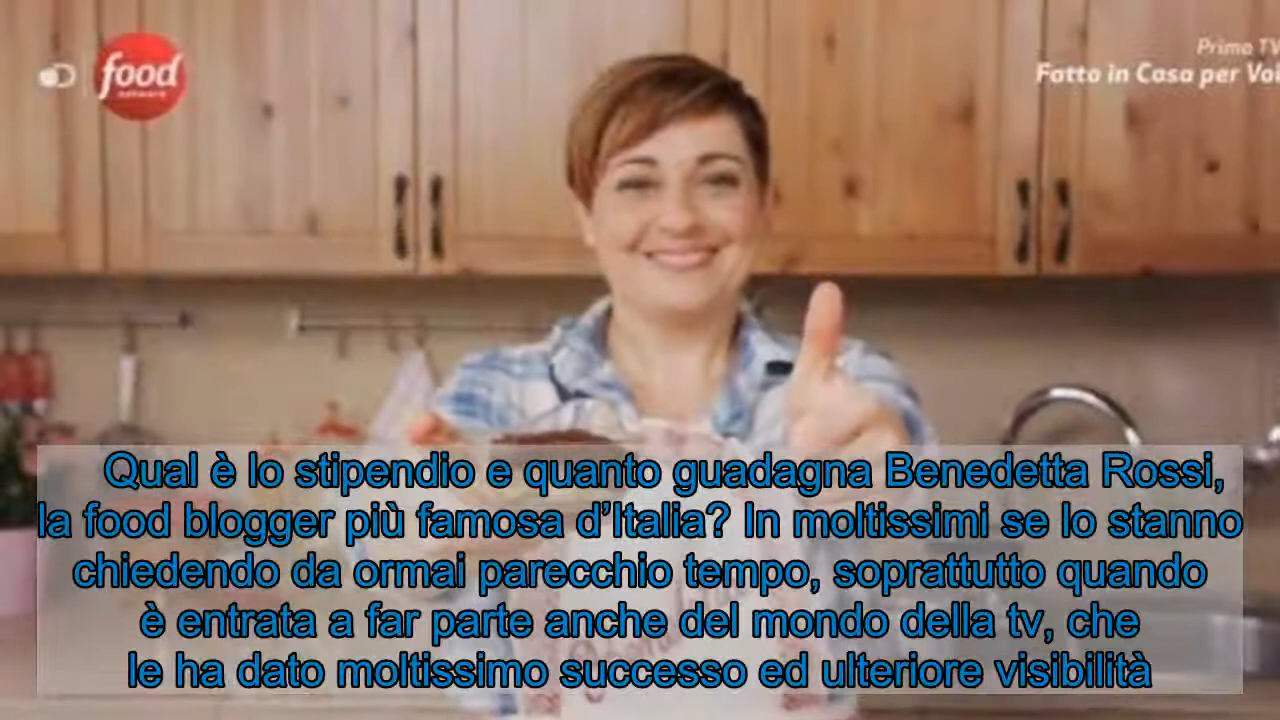 food
network
Prima TV
Fatto in Casa per Voi
Qual è lo stipendio e quanto guadagna Benedetta Rossi,
la food blogger più famosa d’Italia? In moltissimi se lo stanno
chiedendo da ormai parecchio tempo, soprattutto quando
è entrata a far parte anche del mondo della tv, che
le ha dato moltissimo successo ed ulteriore visibilità